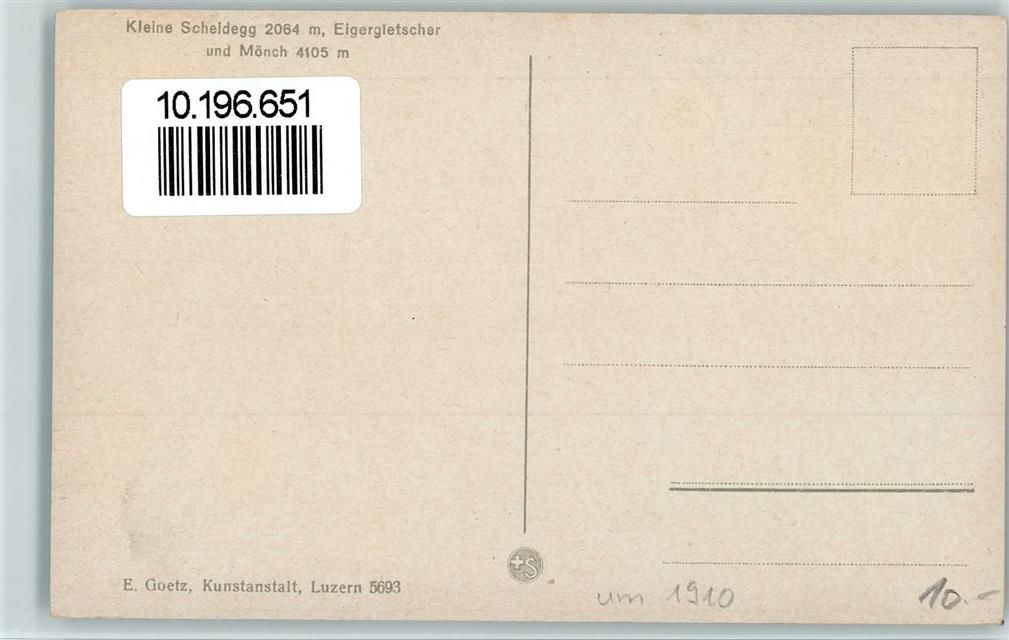 Kleine Scheidegg 2064 m, Eigergletscher
und Mönch 4105 m
10.196.651
E. Goetz, Kunstanstalt, Luzern 5693
+S
um 1910
10.-